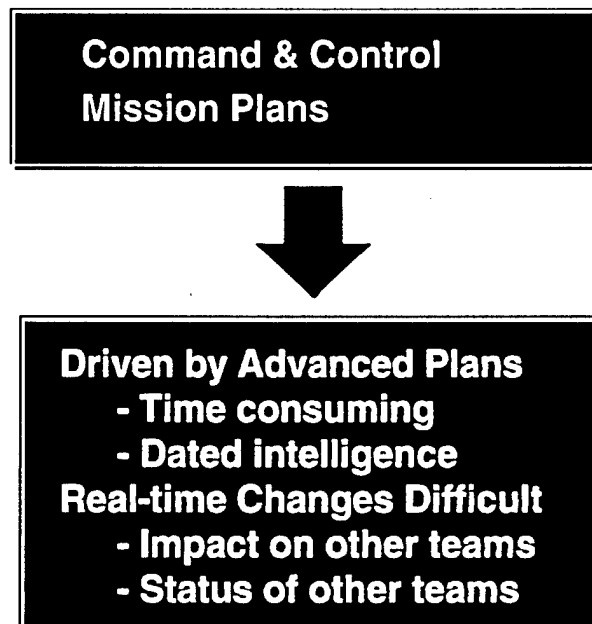 Command & Control
Mission Plans
Driven by Advanced Plans
- Time consuming
- Dated intelligence
Real-time Changes Difficult
- Impact on other teams
- Status of other teams